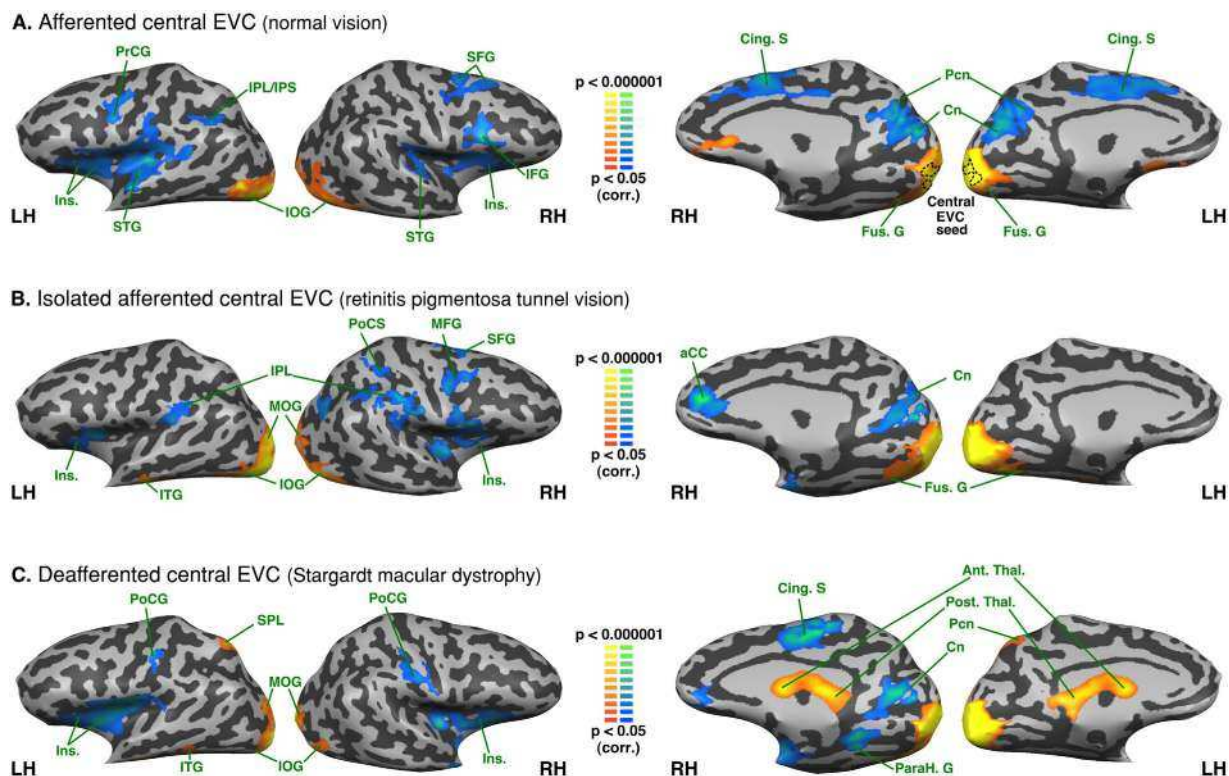 A. Afferented central EVC (normal vision)
PrCG
SFG
IPL/IPS
p < 0.000001
p < 0.05
(corr.)
Ins.
STG
IOG
STG
IFG
Ins.
LH
RH
Cing. S
Cing. S
Pcn
Cn
Central
EVC
seed
Fus. G
Fus. G
RH
LH
B. Isolated afferented central EVC (retinitis pigmentosa tunnel vision)
PoCS
MFG
SFG
IPL
MOG
p < 0.000001
p < 0.05
(corr.)
Ins.
ITG
IOG
Ins.
LH
RH
aCC
Cn
Fus. G
RH
LH
C. Deafferented central EVC (Stargardt macular dystrophy)
PoCG
SPL
PoCG
MOG
p < 0.000001
p < 0.05
(corr.)
Ins.
ITG
IOG
Ins.
LH
RH
Cing. S
Ant. Thal.
Post. Thal.
Pcn
Cn
ParaH. G
RH
LH